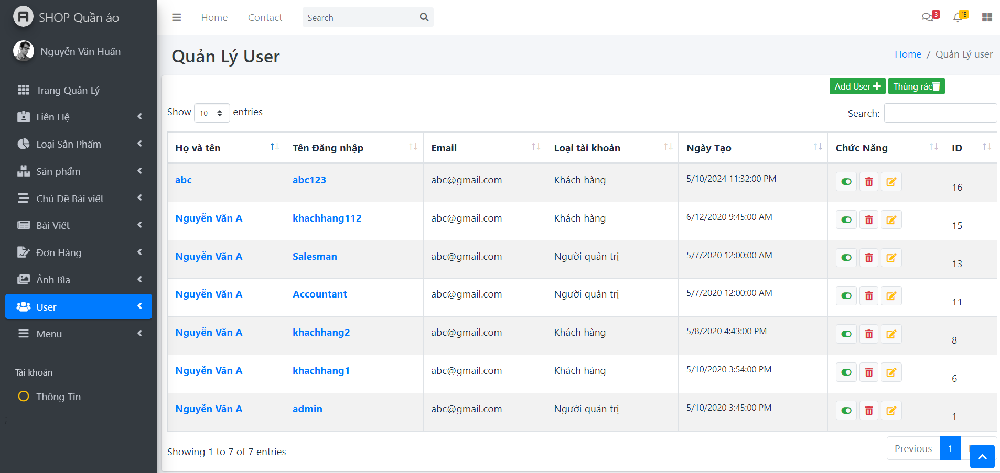 SHOP Quần áo
Home
Contact
Search
3
15
Nguyễn Văn Huấn
Quản Lý User
Home / Quản Lý user
Trang Quản Lý
Liên Hệ
Loại Sản Phẩm
Sản phẩm
Chủ Đề Bài viết
Bài Viết
Đơn Hàng
Ảnh Bìa
User
Menu
Tài khoản
Thông Tin
;
Add User
Thùng rác
Show 10 entries
Search:
Họ và tên Tên Đăng nhập Email Loại tài khoản Ngày Tạo Chức Năng ID
abc abc123 abc@gmail.com Khách hàng 5/10/2024 11:32:00 PM 16
Nguyễn Văn A khachhang112 abc@gmail.com Khách hàng 6/12/2020 9:45:00 AM 15
Nguyễn Văn A Salesman abc@gmail.com Người quản trị 5/7/2020 12:00:00 AM 13
Nguyễn Văn A Accountant abc@gmail.com Người quản trị 5/7/2020 12:00:00 AM 11
Nguyễn Văn A khachhang2 abc@gmail.com Khách hàng 5/8/2020 4:43:00 PM 8
Nguyễn Văn A khachhang1 abc@gmail.com Khách hàng 5/10/2020 3:54:00 PM 6
Nguyễn Văn A admin abc@gmail.com Người quản trị 5/10/2020 3:45:00 PM 1
Showing 1 to 7 of 7 entries
Previous 1